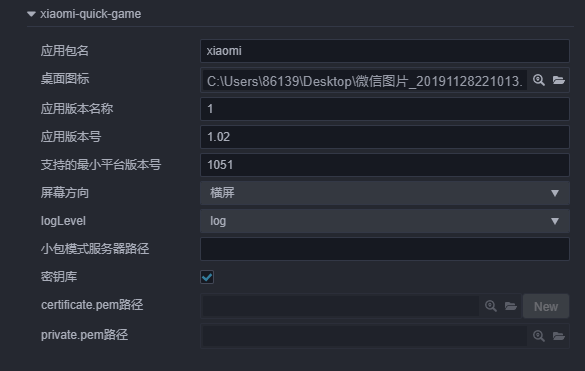 xiaomi-quick-game
应用包名 xiaomi
桌面图标 C:\Users\86139\Desktop\微信图片_20191128221013.
应用版本名称 1
应用版本号 1.02
支持的最小平台版本号 1051
屏幕方向 横屏
logLevel log
小包模式服务器路径
密钥库
certificate.pem路径 New
private.pem路径